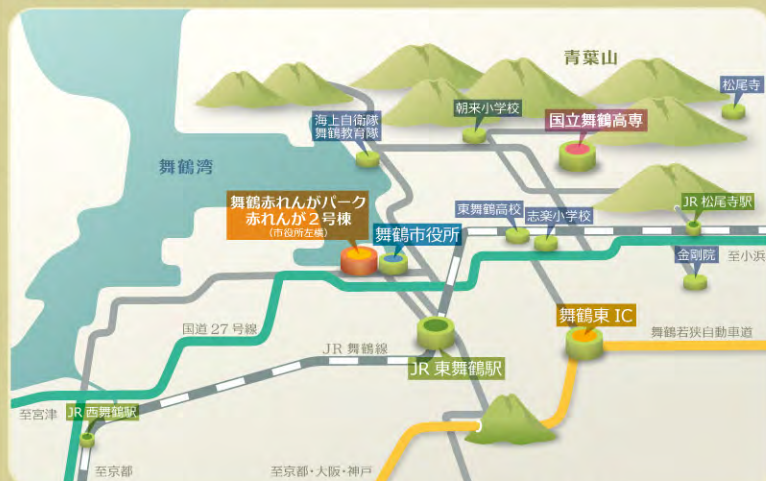 青葉山
松尾寺
海上自衛隊
舞鶴教育隊
朝来小学校
国立舞鶴高専
舞鶴湾
舞鶴赤れんがパーク
赤れんが2号棟
(市役所左横)
舞鶴市役所
東舞鶴高校
志楽小学校
JR 松尾寺駅
金剛院
至小浜
国道 27 号線
JR 舞鶴線
舞鶴東 IC
舞鶴若狭自動車道
JR 東舞鶴駅
至宮津
JR 西舞鶴駅
至京都
至京都・大阪・神戸